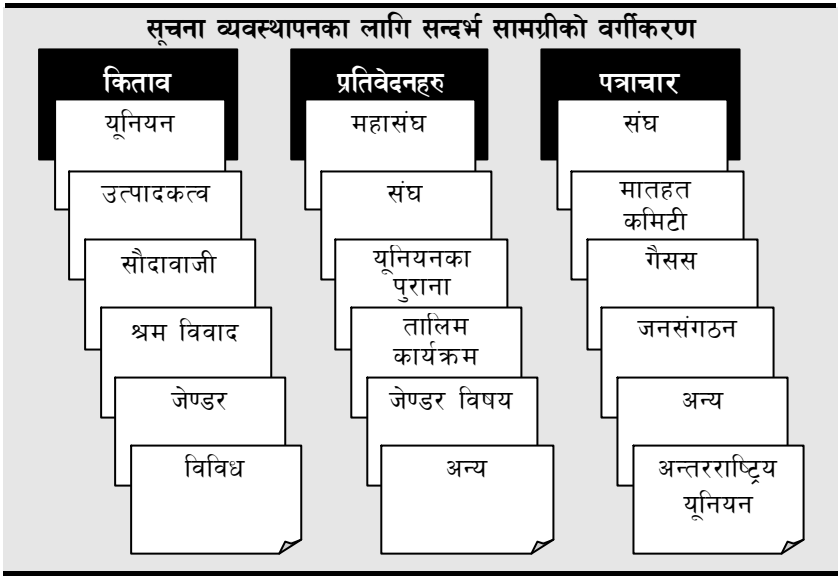 सूचना व्यवस्थापनका लागि सन्दर्भ सामग्रीको वर्गीकरण
किताव
यूनियन
उत्पादकत्व
सौदावाजी
श्रम विवाद
जेण्डर
विविध
प्रतिवेदनहरु
महासंघ
संघ
यूनियनका
पुराना
तालिम
कार्यक्रम
जेण्डर विषय
अन्य
पत्राचार
संघ
मातहत
कमिटी
गैसस
जनसंगठन
अन्य
अन्तरराष्ट्रिय
यूनियन